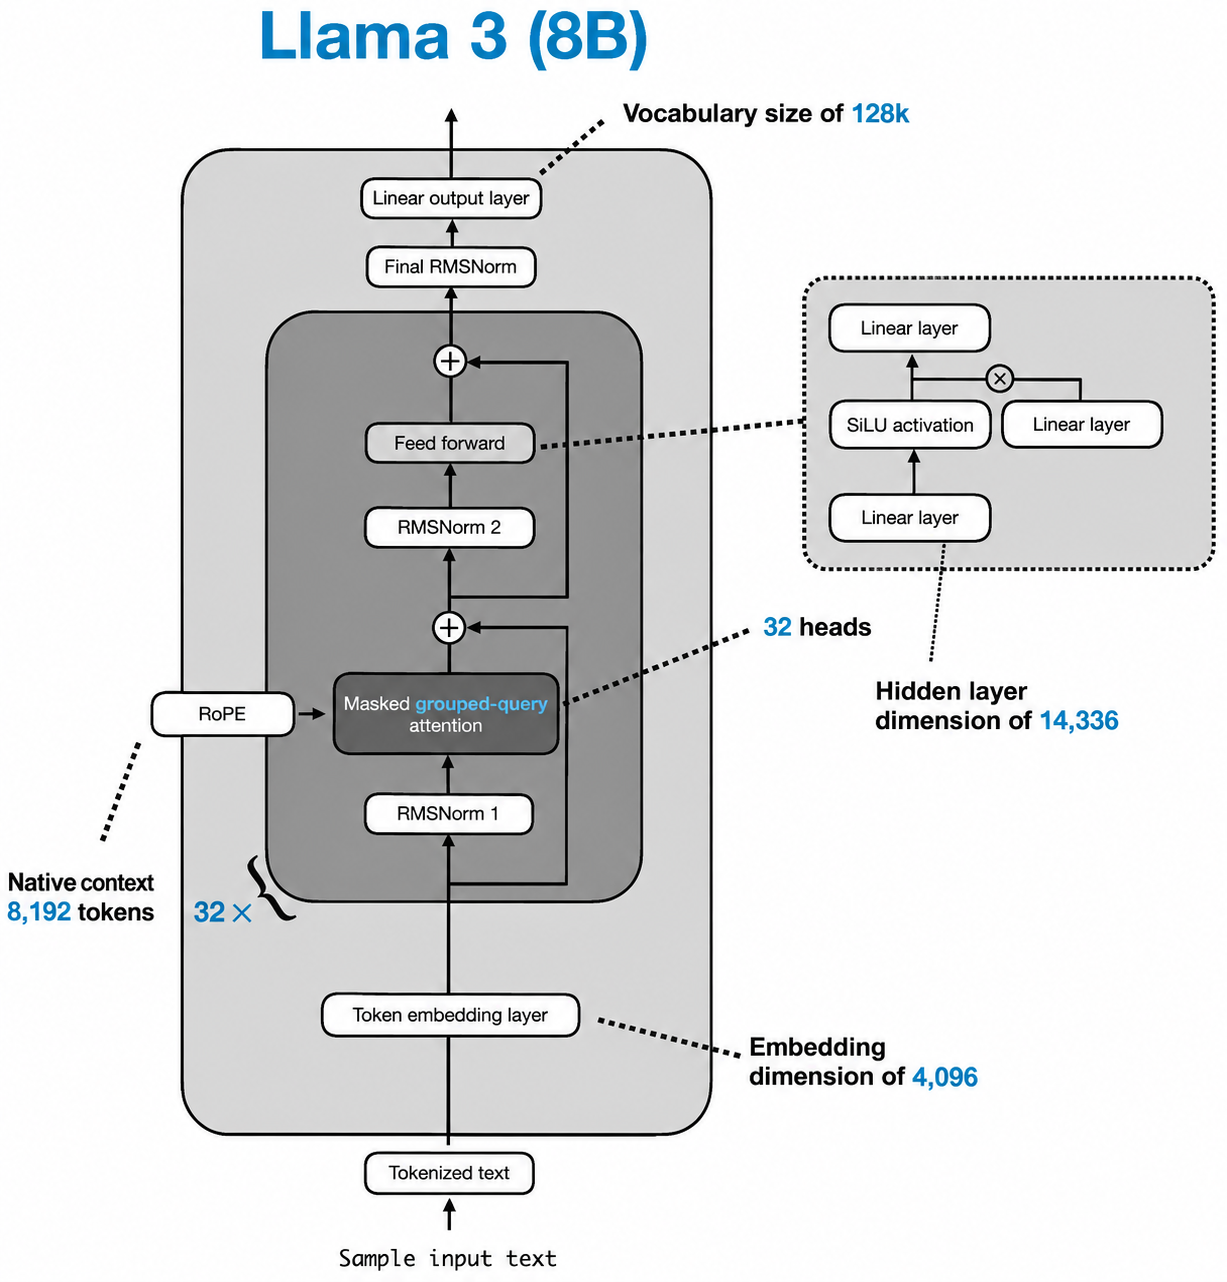 Llama 3 (8B)
Vocabulary size of 128k
Linear output layer
Final RMSNorm
+
Feed forward
RMSNorm 2
+
Masked grouped-query
attention
RoPE
RMSNorm 1
32 heads
Linear layer
×
SiLU activation
Linear layer
Linear layer
Hidden layer
dimension of 14,336
Native context
8,192 tokens
32 ×
Token embedding layer
Embedding
dimension of 4,096
Tokenized text
Sample input text